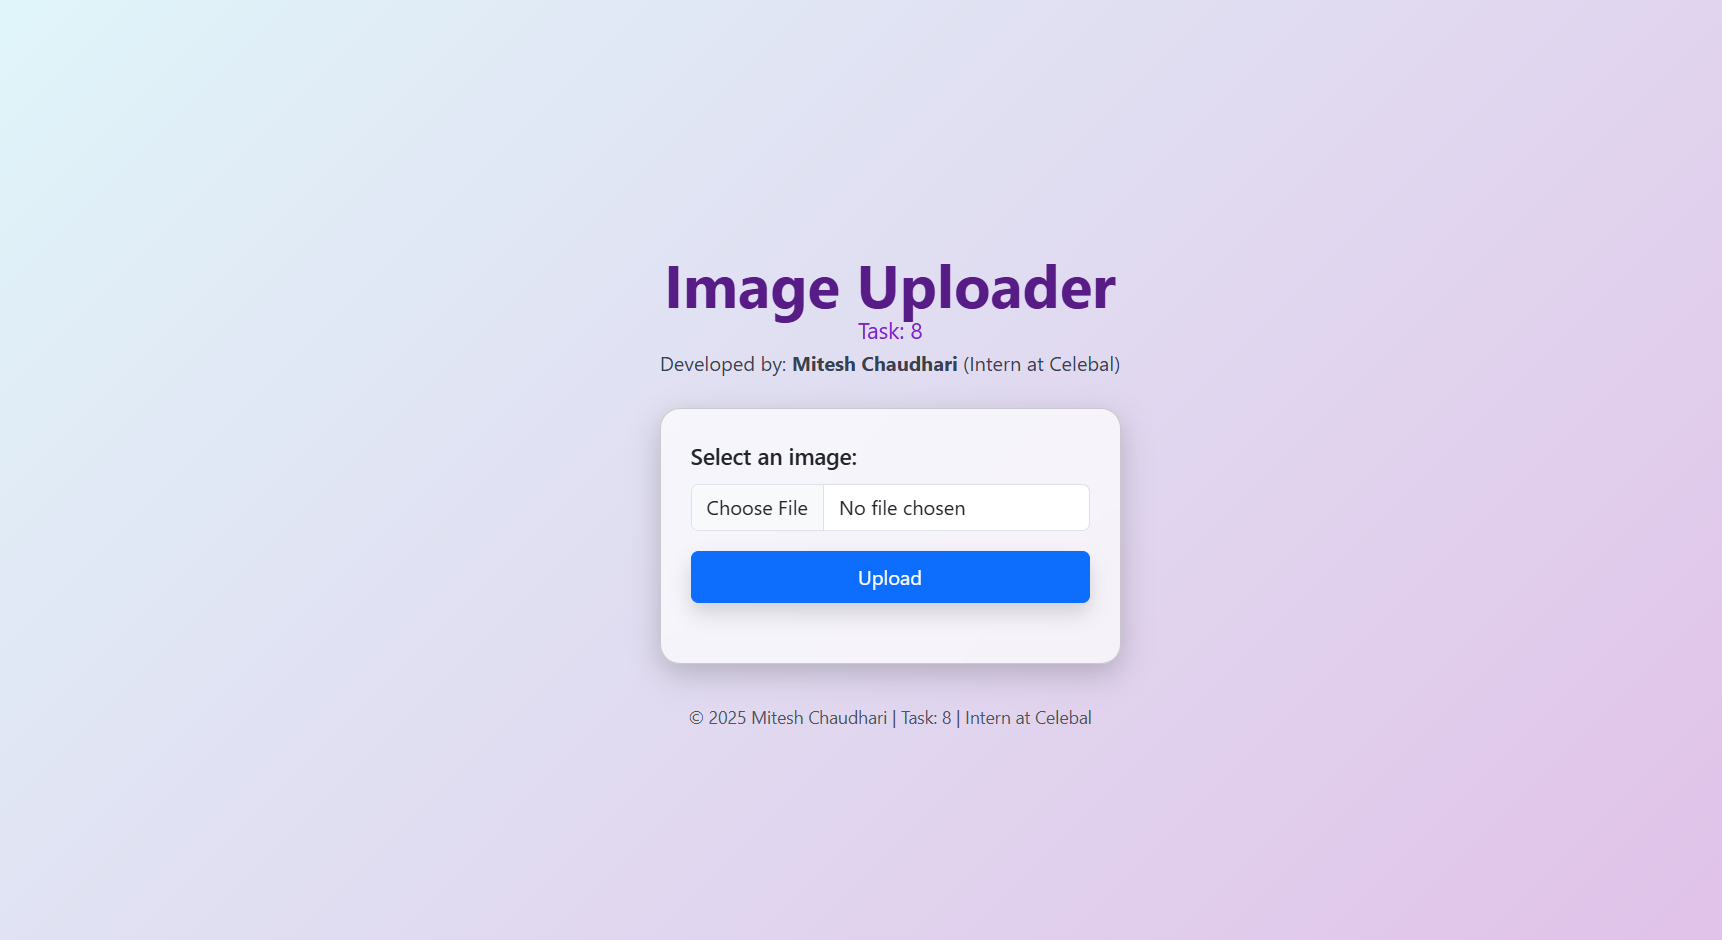 Image Uploader
Task: 8
Developed by: Mitesh Chaudhari (Intern at Celebal)
Select an image:
Choose File No file chosen
Upload
© 2025 Mitesh Chaudhari | Task: 8 | Intern at Celebal